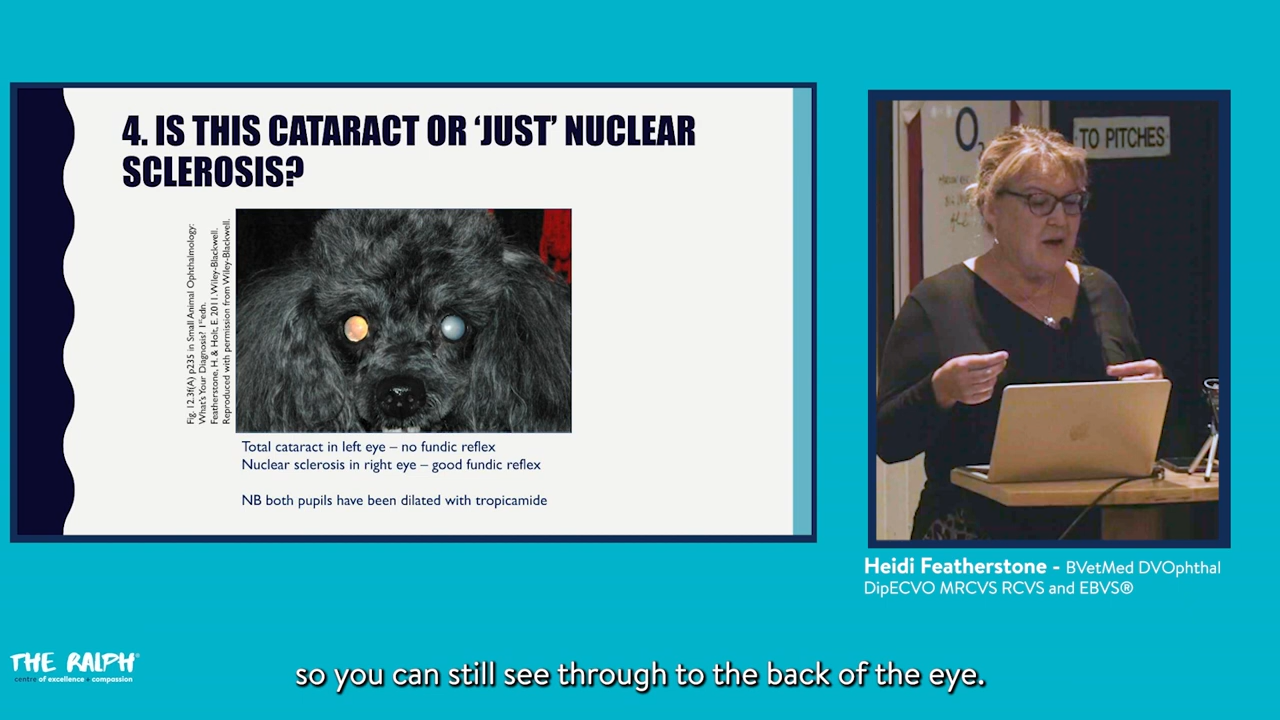 4. IS THIS CATARACT OR ‘JUST’ NUCLEAR
SCLEROSIS?
Fig. 12.3f(A) p235 in Small Animal Ophthalmology:
What's Your Diagnosis? 1st edn.
Featherstone, H. & Holt, E. 2011. Wiley-Blackwell.
Reproduced with permission from Wiley-Blackwell.
Total cataract in left eye – no fundic reflex
Nuclear sclerosis in right eye – good fundic reflex
NB both pupils have been dilated with tropicamide
TO PITCHES
Heidi Featherstone - BVetMed DVOphthal
DipECVO MRCVS RCVS and EBVS®
THE RALPH®
centre of excellence + compassion
so you can still see through to the back of the eye.